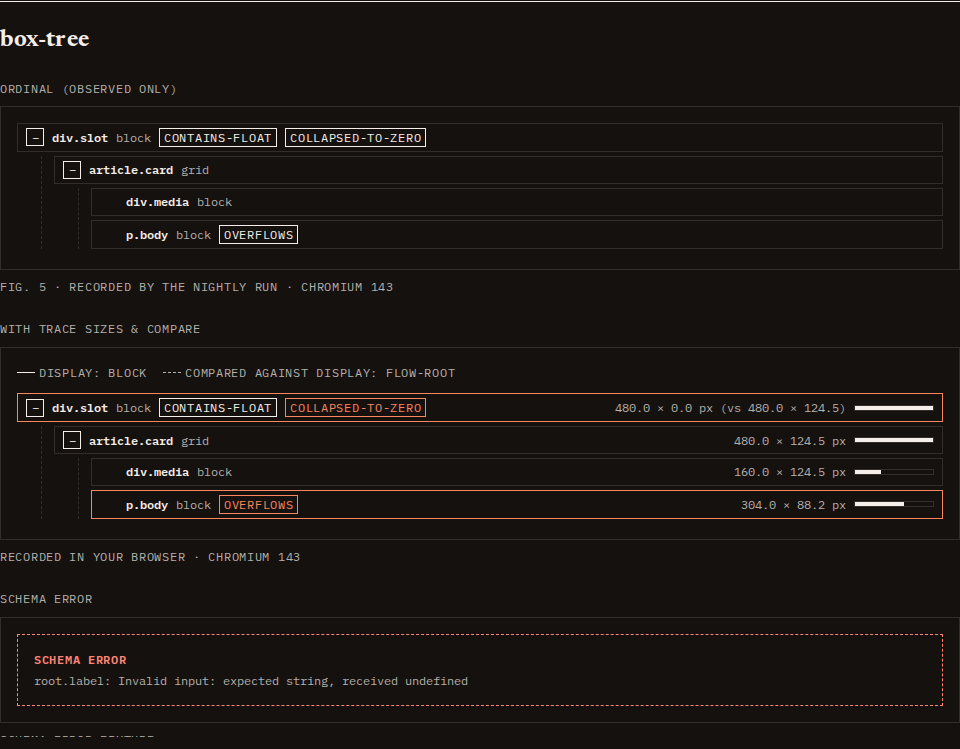 box-tree
ORDINAL (OBSERVED ONLY)
− div.slot block CONTAINS-FLOAT COLLAPSED-TO-ZERO
− article.card grid
div.media block
p.body block OVERFLOWS
FIG. 5 · RECORDED BY THE NIGHTLY RUN · CHROMIUM 143
WITH TRACE SIZES & COMPARE
DISPLAY: BLOCK COMPARED AGAINST DISPLAY: FLOW-ROOT
− div.slot block CONTAINS-FLOAT COLLAPSED-TO-ZERO 480.0 × 0.0 px (vs 480.0 × 124.5)
− article.card grid 480.0 × 124.5 px
div.media block 160.0 × 124.5 px
p.body block OVERFLOWS 304.0 × 88.2 px
RECORDED IN YOUR BROWSER · CHROMIUM 143
SCHEMA ERROR
SCHEMA ERROR
root.label: Invalid input: expected string, received undefined